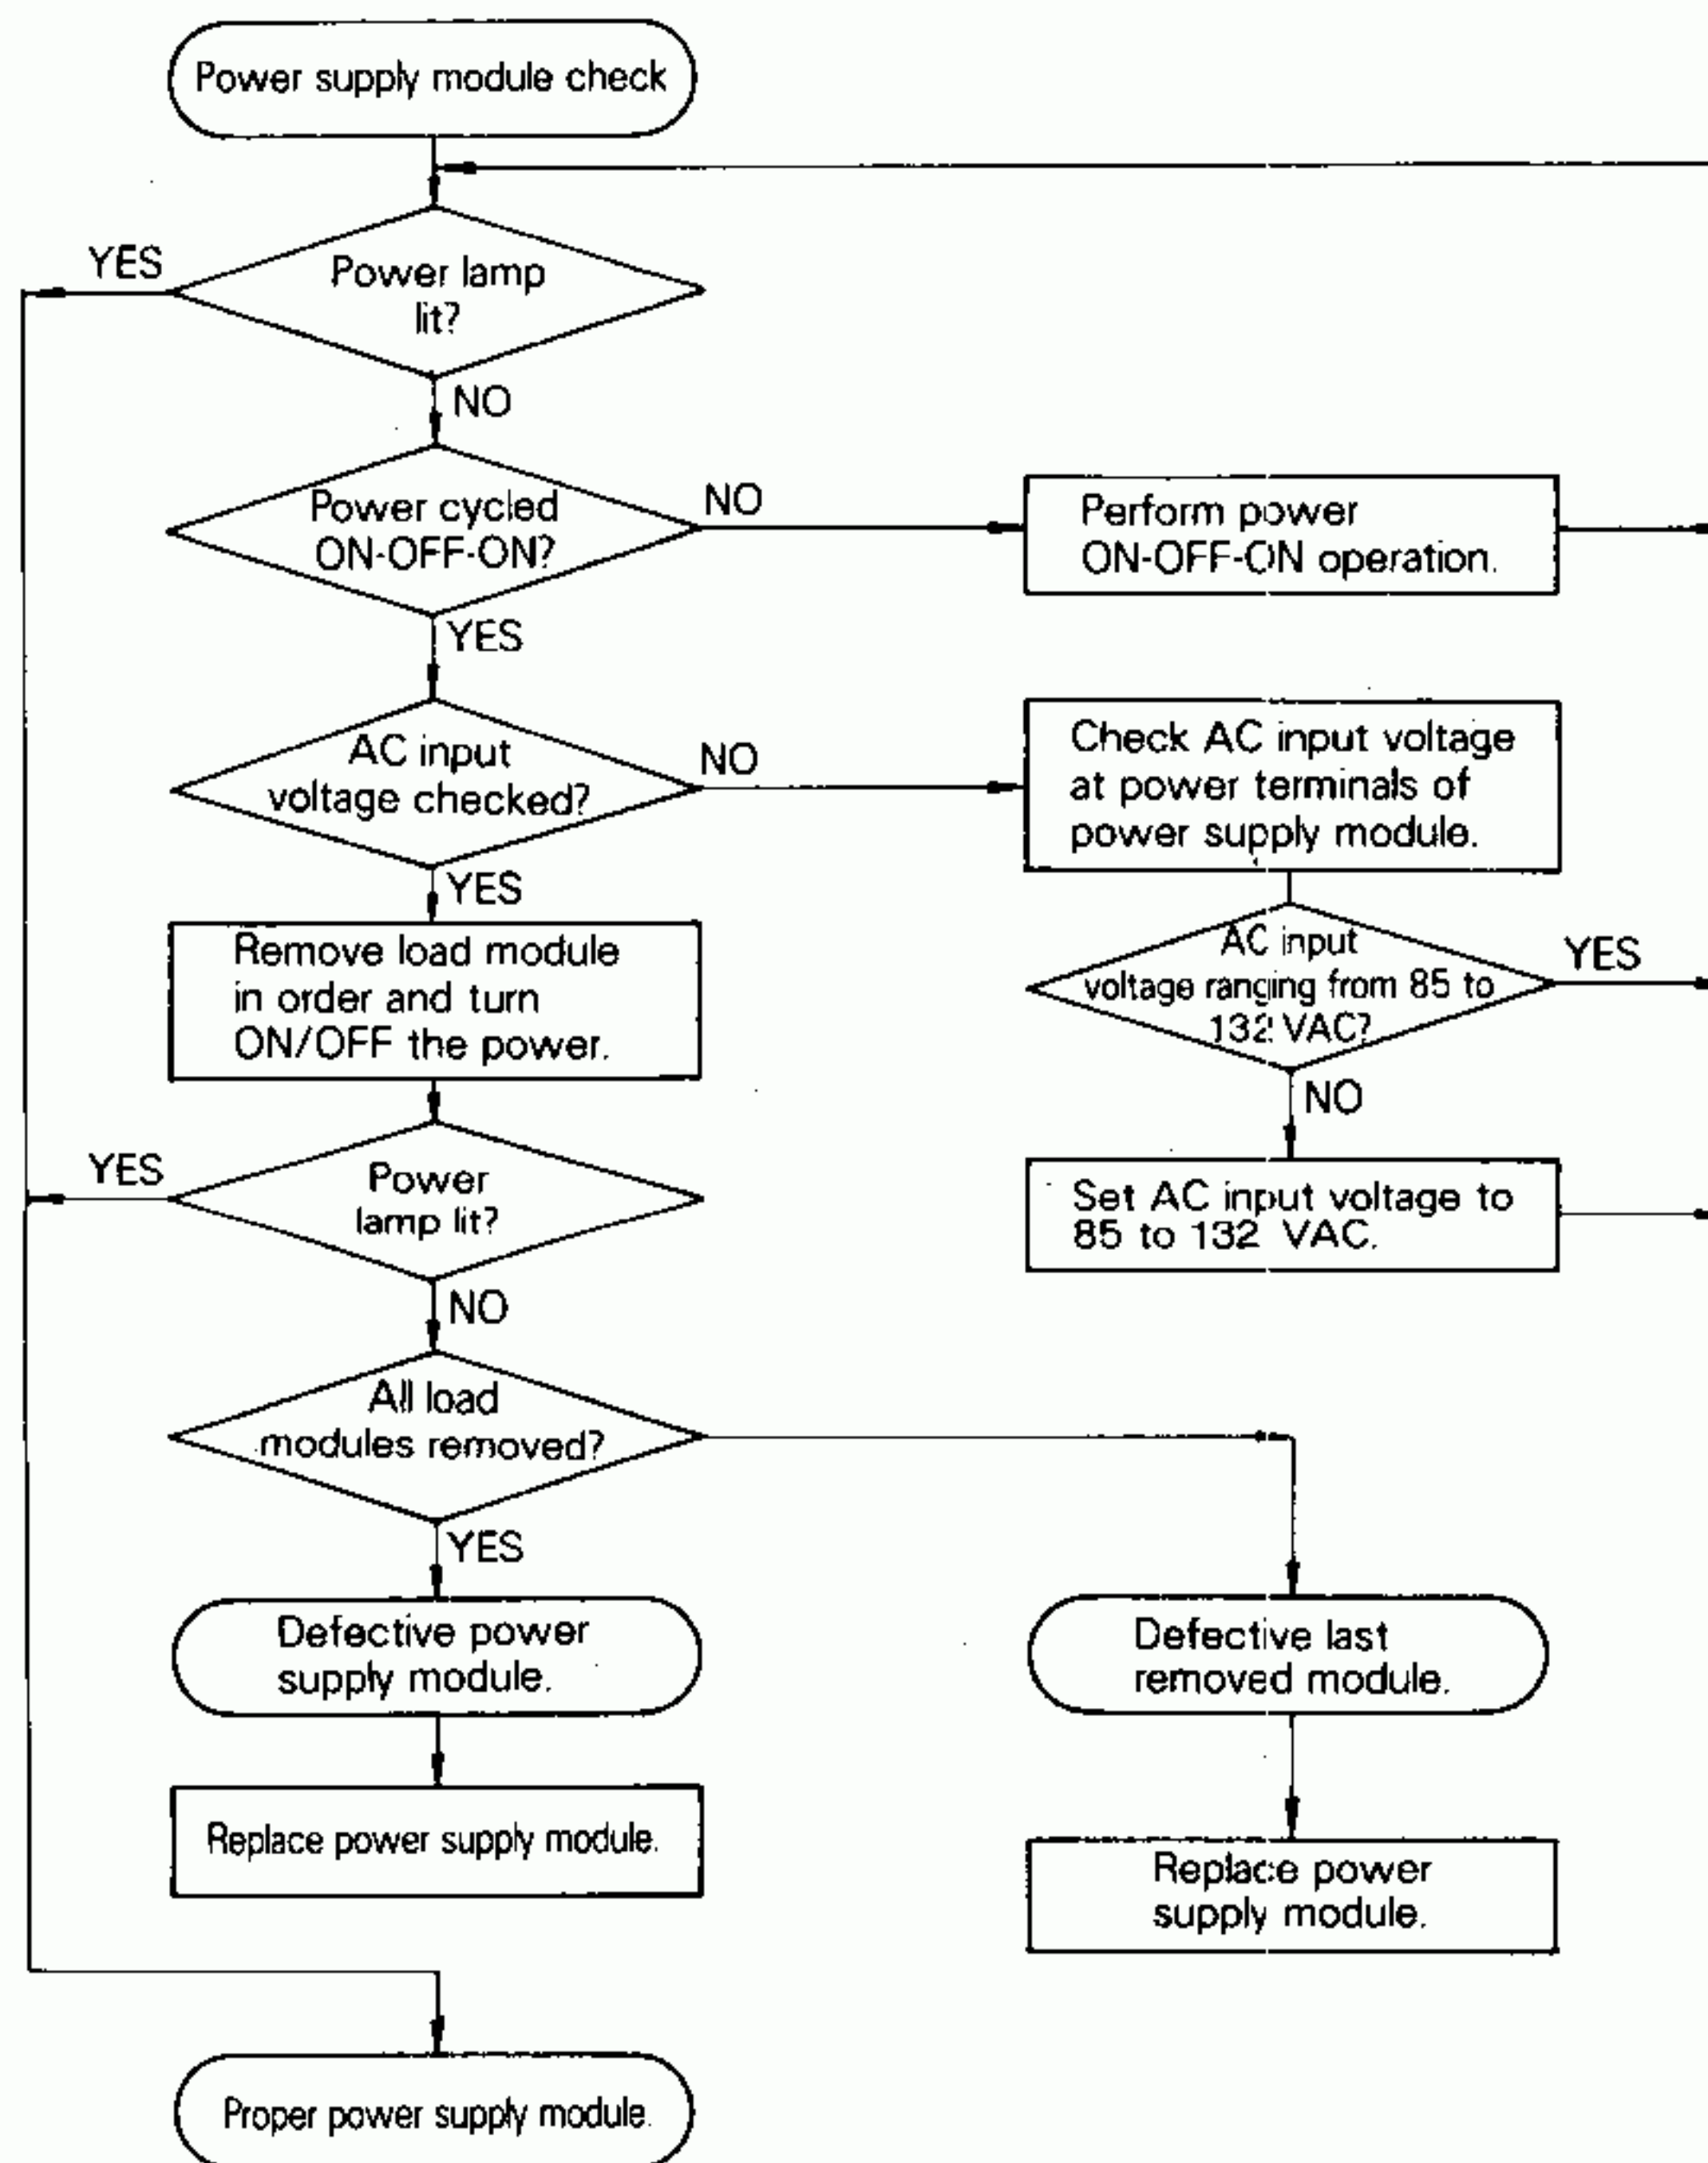 Power supply module check
YES
Power lamp
lit?
NO
Power cycled
ON-OFF-ON?
NO
Perform power
ON-OFF-ON operation.
YES
AC input
voltage checked?
NO
Check AC input voltage
at power terminals of
power supply module.
YES
AC input
voltage ranging from 85 to
132 VAC?
YES
Remove load module
in order and turn
ON/OFF the power.
NO
YES
Power
lamp lit?
Set AC input voltage to
85 to 132 VAC.
NO
All load
modules removed?
YES
Defective power
supply module.
Defective last
removed module.
Replace power supply module.
Replace power
supply module.
Proper power supply module.